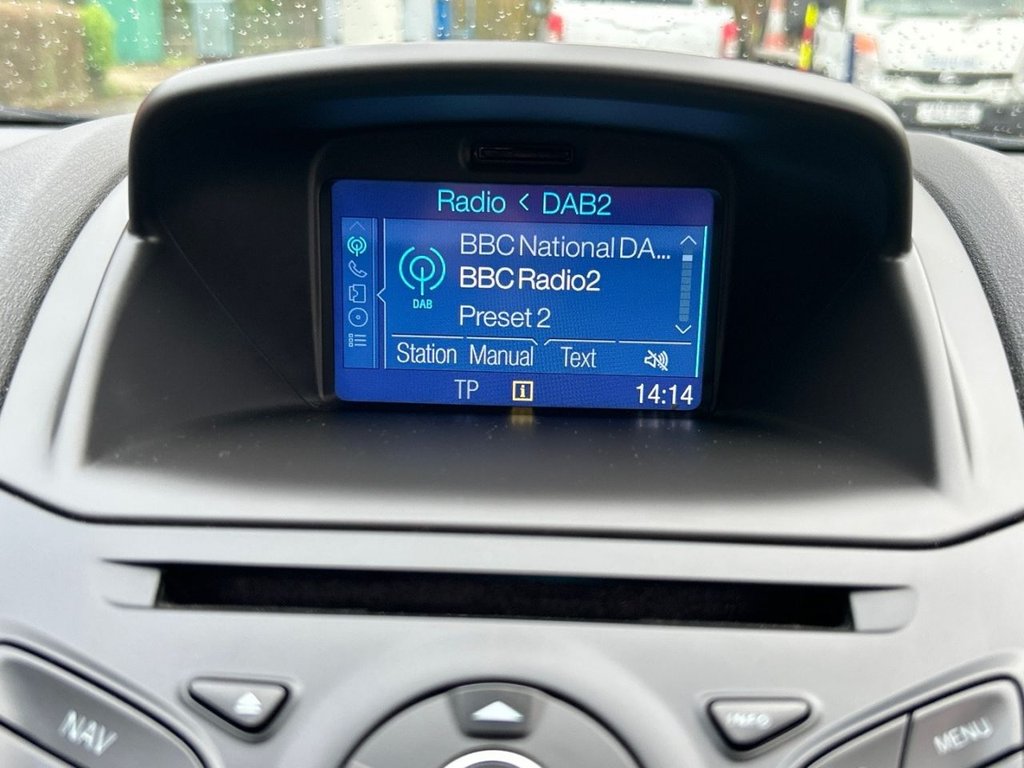 Radio < DAB2
BBC National DA...
BBC Radio2
DAB
Preset 2
Station Manual Text
TP i 14:14
NAV
INFO
MENU